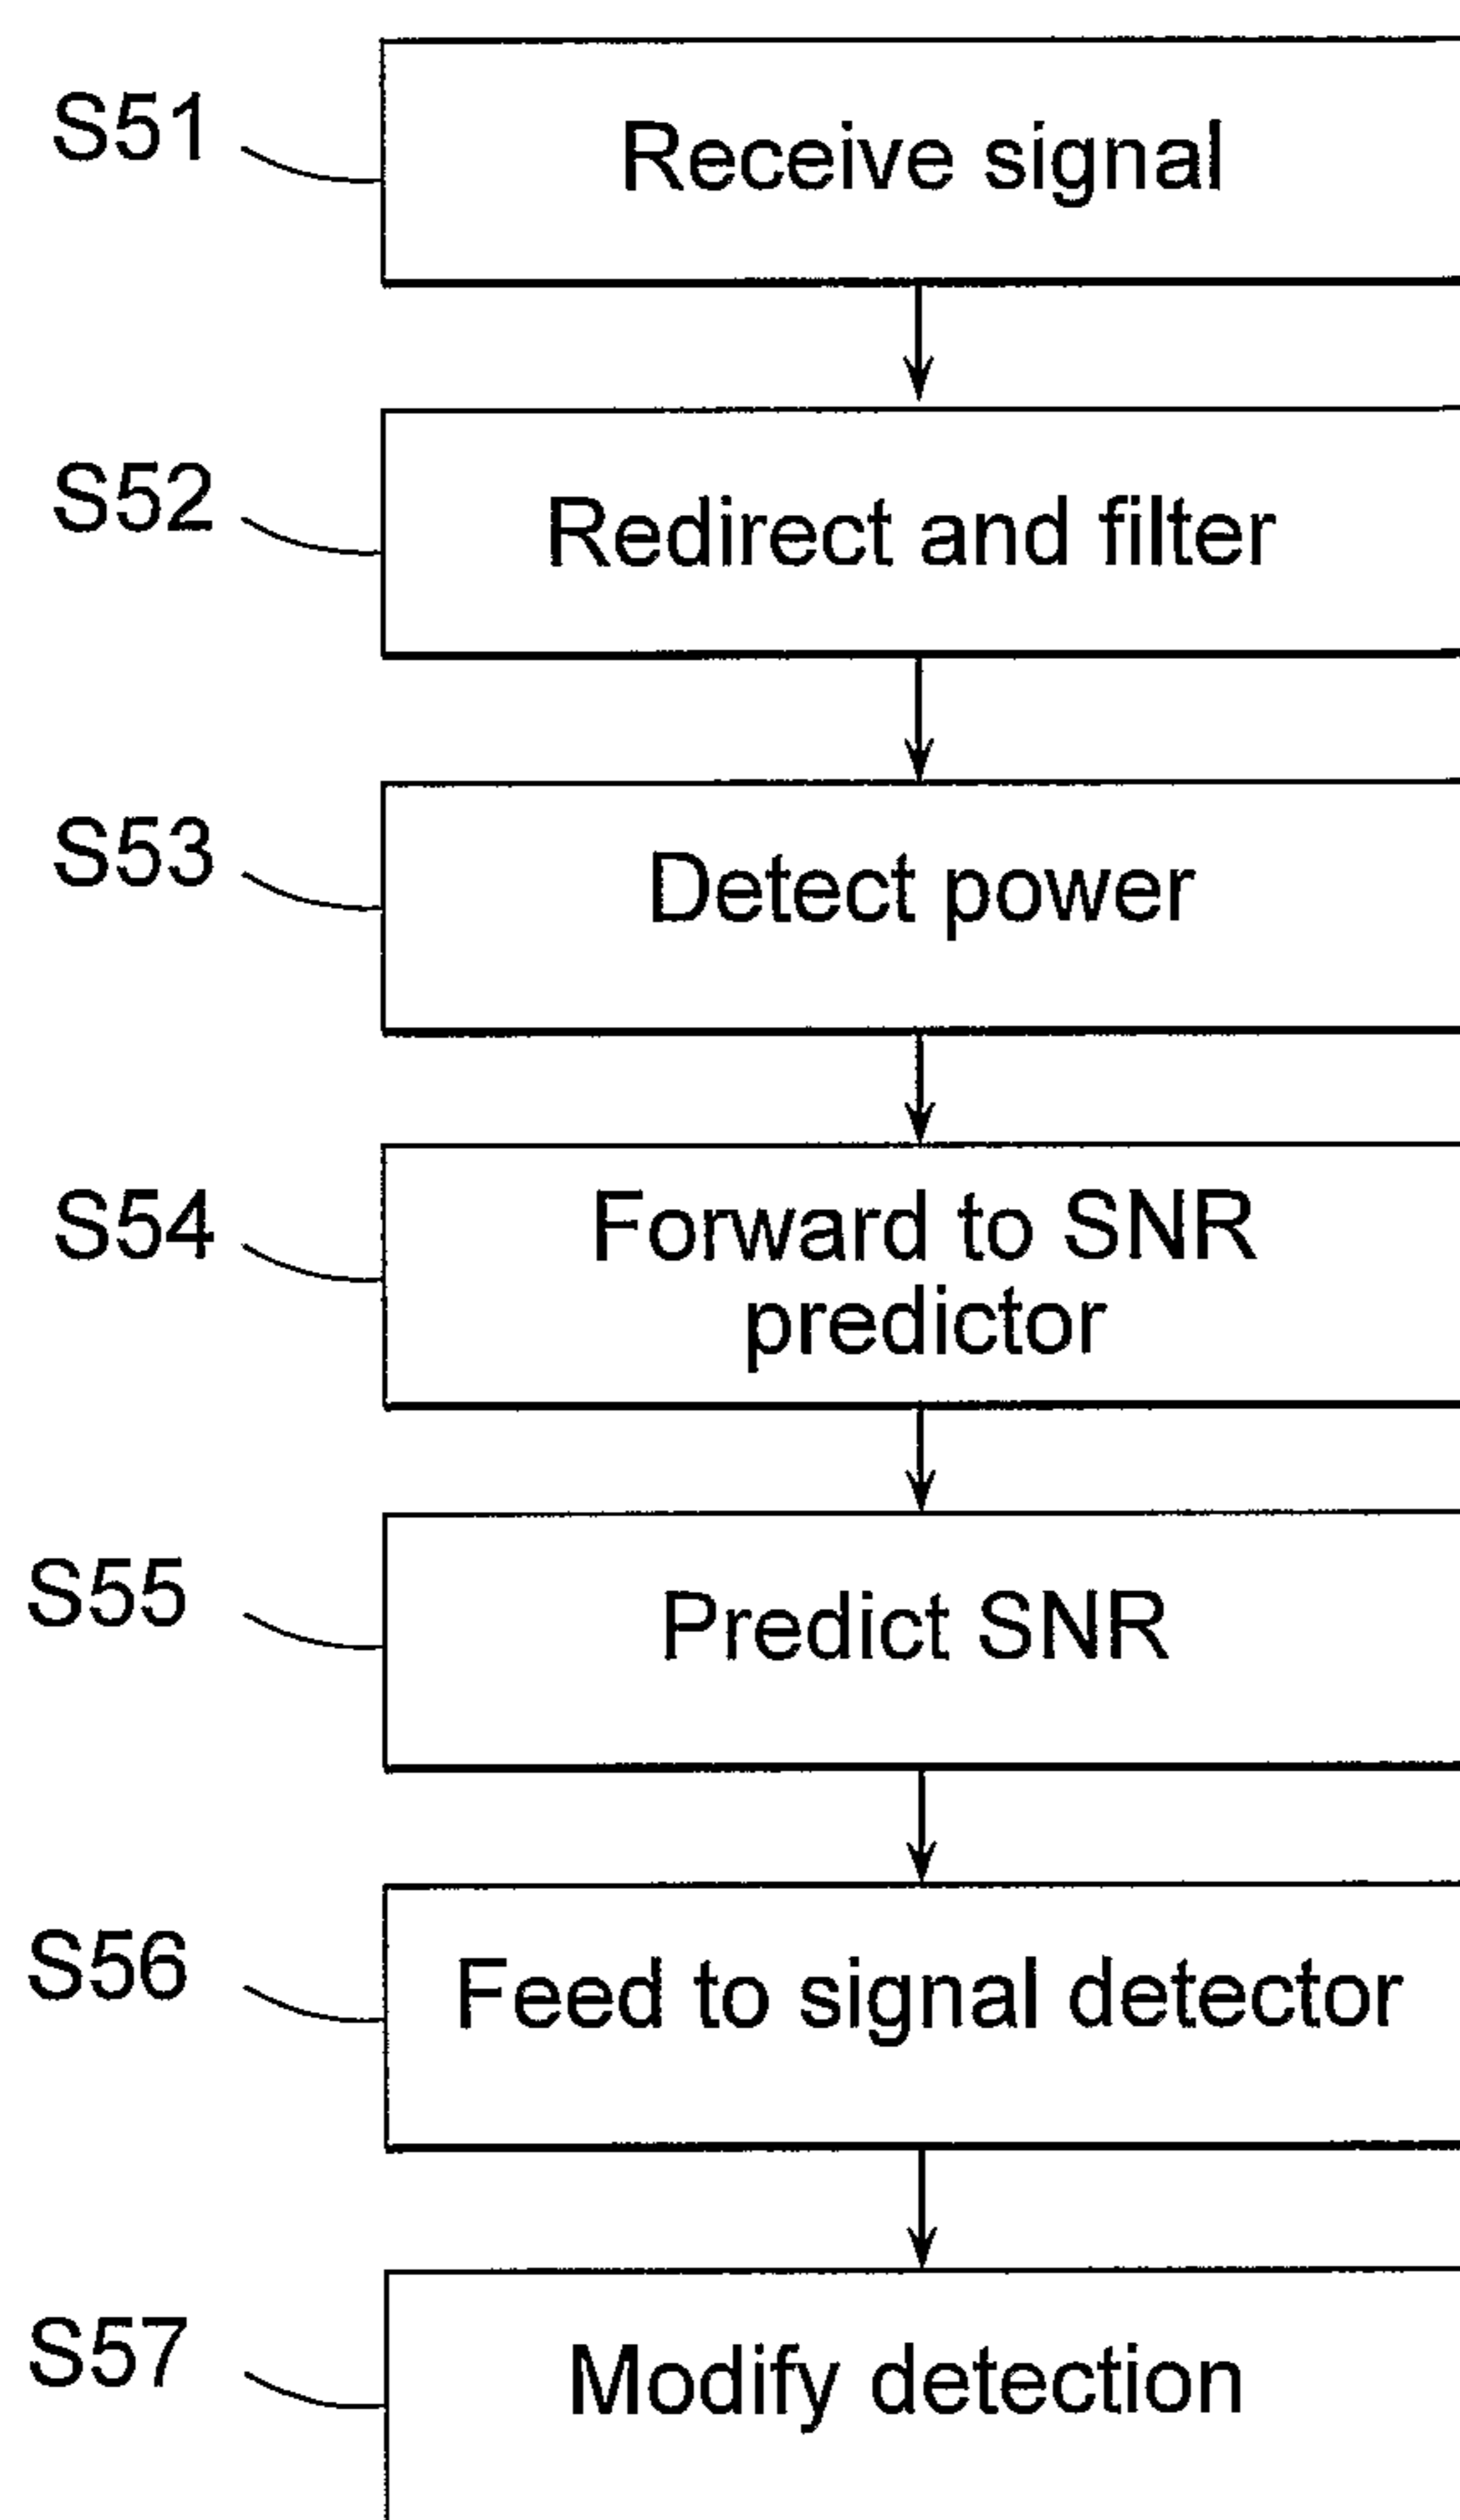 S51
Receive signal
S52
Redirect and filter
S53
Detect power
S54
Forward to SNR
predictor
S55
Predict SNR
S56
Feed to signal detector
S57
Modify detection